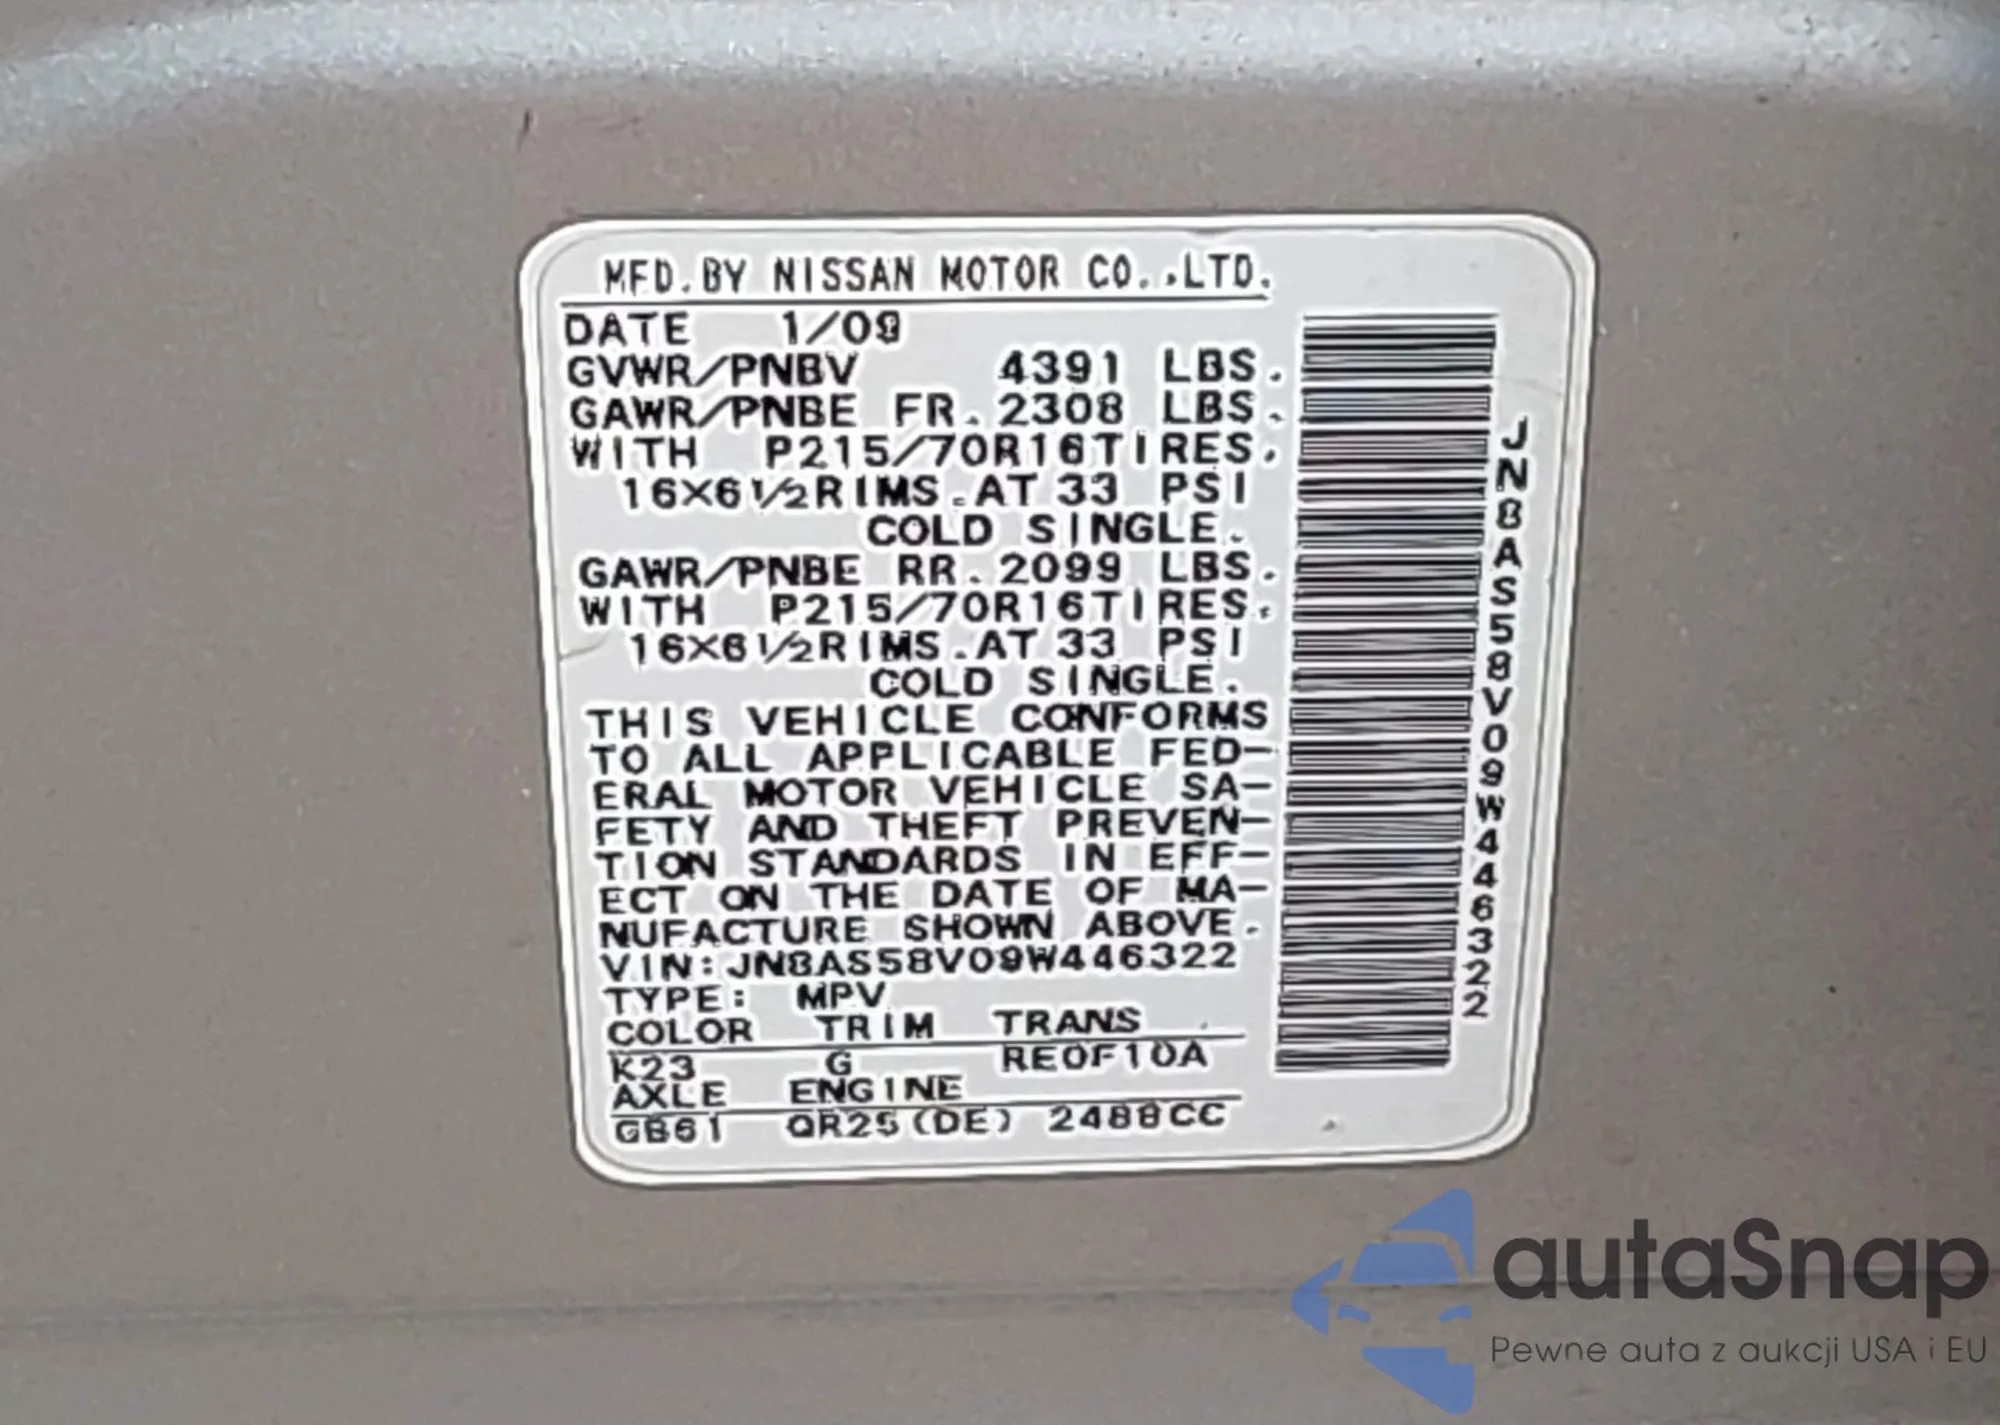 MFD.BY NISSAN MOTOR CO.,LTD.
DATE 1/09
GVWR/PNBV 4391 LBS.
GAWR/PNBE FR. 2308 LBS.
WITH P215/70R16TIRES.
16X6½RIMS.AT 33 PSI
COLD SINGLE.
GAWR/PNBE RR. 2099 LBS.
WITH P215/70R16TIRES.
16X6½RIMS.AT 33 PSI
COLD SINGLE.
THIS VEHICLE CONFORMS
TO ALL APPLICABLE FED-
ERAL MOTOR VEHICLE SA-
FETY AND THEFT PREVEN-
TION STANDARDS IN EFF-
ECT ON THE DATE OF MA-
NUFACTURE SHOWN ABOVE.
VIN:JN8AS58V09W446322
TYPE: MPV
COLOR TRIM TRANS
K23 G RE0F10A
AXLE ENGINE
GB61 QR25(DE) 2488CC
JN8AS58V09W446322
autaSnap
Pewne auta z aukcji USA i EU